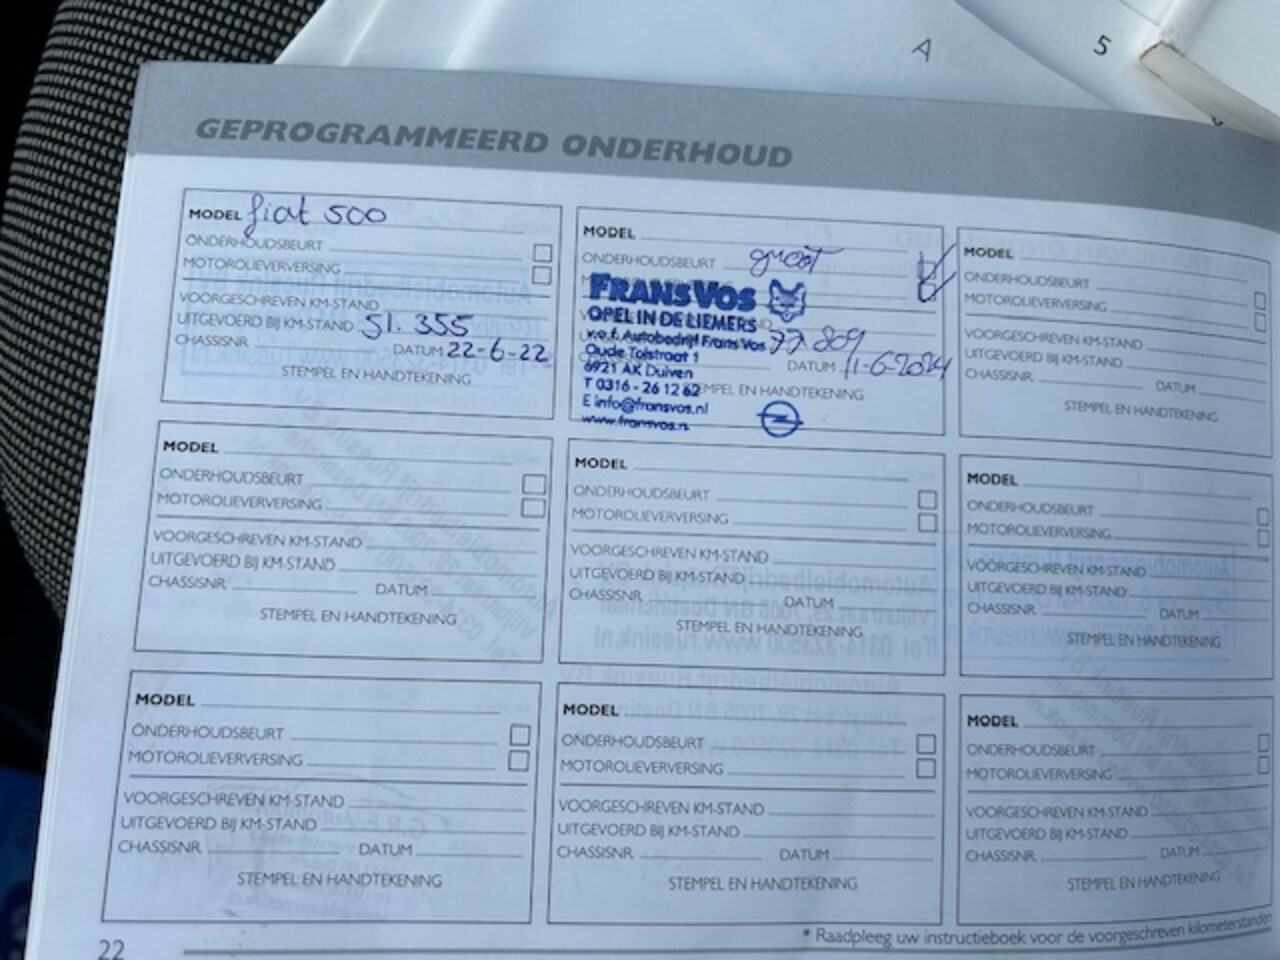 A
5
GEPROGRAMMEERD ONDERHOUD
MODEL fiat 500
ONDERHOUDSBEURT
MOTOROLIEVERVERSING
VOORGESCHREVEN KM-STAND
UITGEVOERD BIJ KM-STAND 51.355
CHASSISNR. DATUM 22-6-22
STEMPEL EN HANDTEKENING
MODEL
ONDERHOUDSBEURT groot
FRANS VOS
OPEL IN DE LIEMERS
v.o.f. Autobedrijf Frans Vos 77.809
Oude Tolstraat 1 DATUM 11-6-2024
6921 AK Duiven
T 0316 - 26 12 62 STEMPEL EN HANDTEKENING
E info@fransvos.nl
www.fransvos.n
MODEL
ONDERHOUDSBEURT
MOTOROLIEVERVERSING
VOORGESCHREVEN KM-STAND
UITGEVOERD BIJ KM-STAND
CHASSISNR. DATUM
STEMPEL EN HANDTEKENING
MODEL
ONDERHOUDSBEURT
MOTOROLIEVERVERSING
VOORGESCHREVEN KM-STAND
UITGEVOERD BIJ KM-STAND
CHASSISNR. DATUM
STEMPEL EN HANDTEKENING
MODEL
ONDERHOUDSBEURT
MOTOROLIEVERVERSING
VOORGESCHREVEN KM-STAND
UITGEVOERD BIJ KM-STAND
CHASSISNR. DATUM
STEMPEL EN HANDTEKENING
MODEL
ONDERHOUDSBEURT
MOTOROLIEVERVERSING
VOORGESCHREVEN KM-STAND
UITGEVOERD BIJ KM-STAND
CHASSISNR. DATUM
STEMPEL EN HANDTEKENING
MODEL
ONDERHOUDSBEURT
MOTOROLIEVERVERSING
VOORGESCHREVEN KM-STAND
UITGEVOERD BIJ KM-STAND
CHASSISNR. DATUM
STEMPEL EN HANDTEKENING
MODEL
ONDERHOUDSBEURT
MOTOROLIEVERVERSING
VOORGESCHREVEN KM-STAND
UITGEVOERD BIJ KM-STAND
CHASSISNR. DATUM
STEMPEL EN HANDTEKENING
MODEL
ONDERHOUDSBEURT
MOTOROLIEVERVERSING
VOORGESCHREVEN KM-STAND
UITGEVOERD BIJ KM-STAND
CHASSISNR. DATUM
STEMPEL EN HANDTEKENING
22
* Raadpleeg uw instructieboek voor de voorgeschreven kilometerstanden